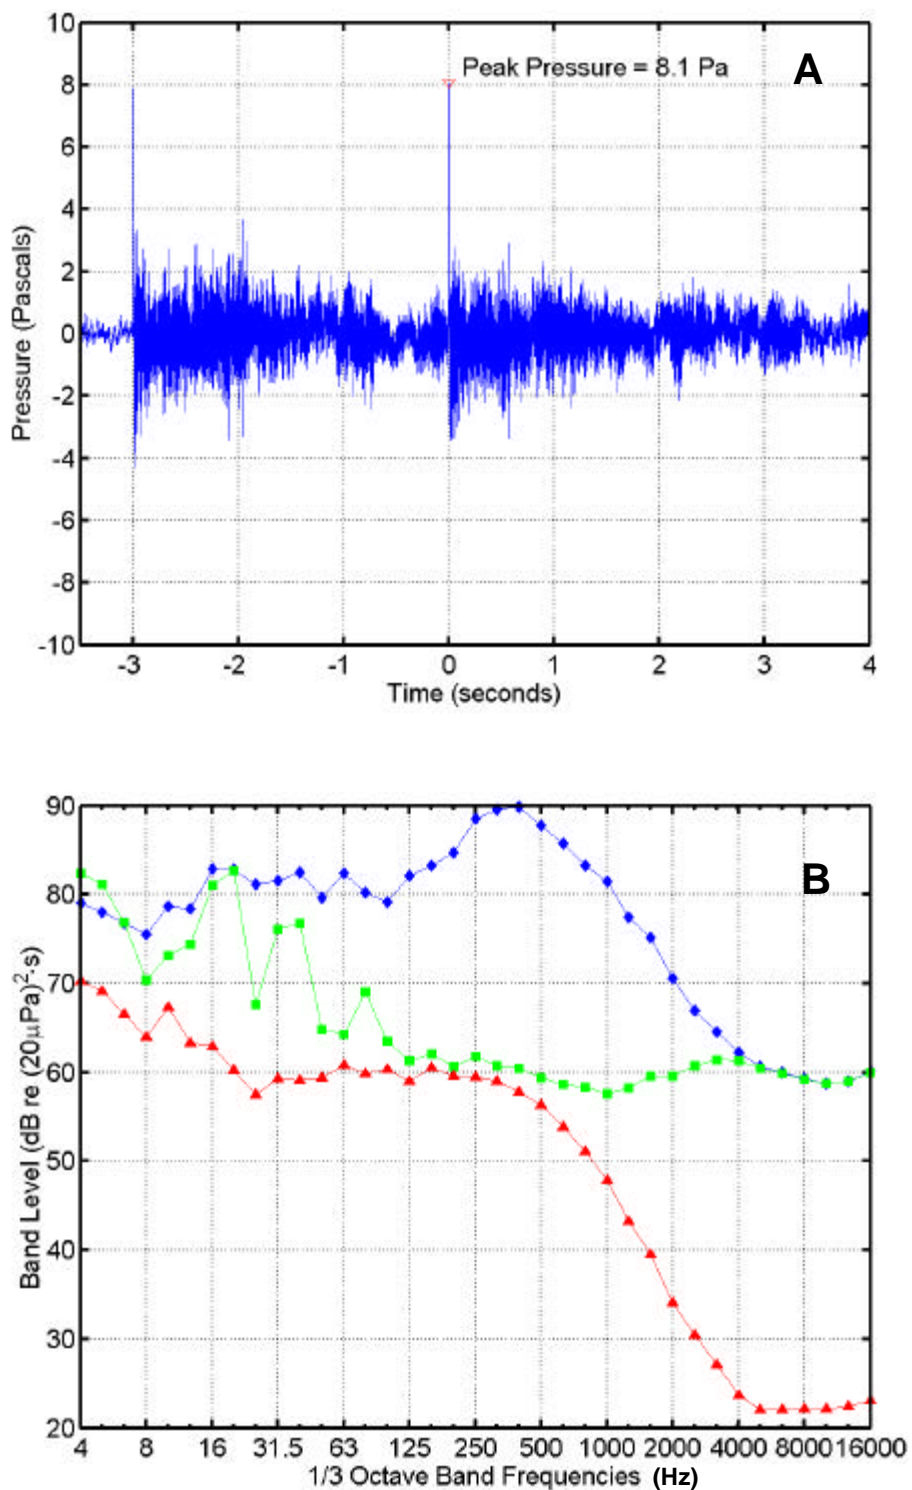 A
Peak Pressure = 8.1 Pa
10
8
6
4
2
0
-2
-4
-6
-8
-10
Pressure (Pascals)
-3 -2 -1 0 1 2 3 4
Time (seconds)
B
90
80
70
60
50
40
30
20
Band Level (dB re (20μPa)²·s)
4 8 16 31.5 63 125 250 500 1000 2000 4000 8000 16000
1/3 Octave Band Frequencies (Hz)